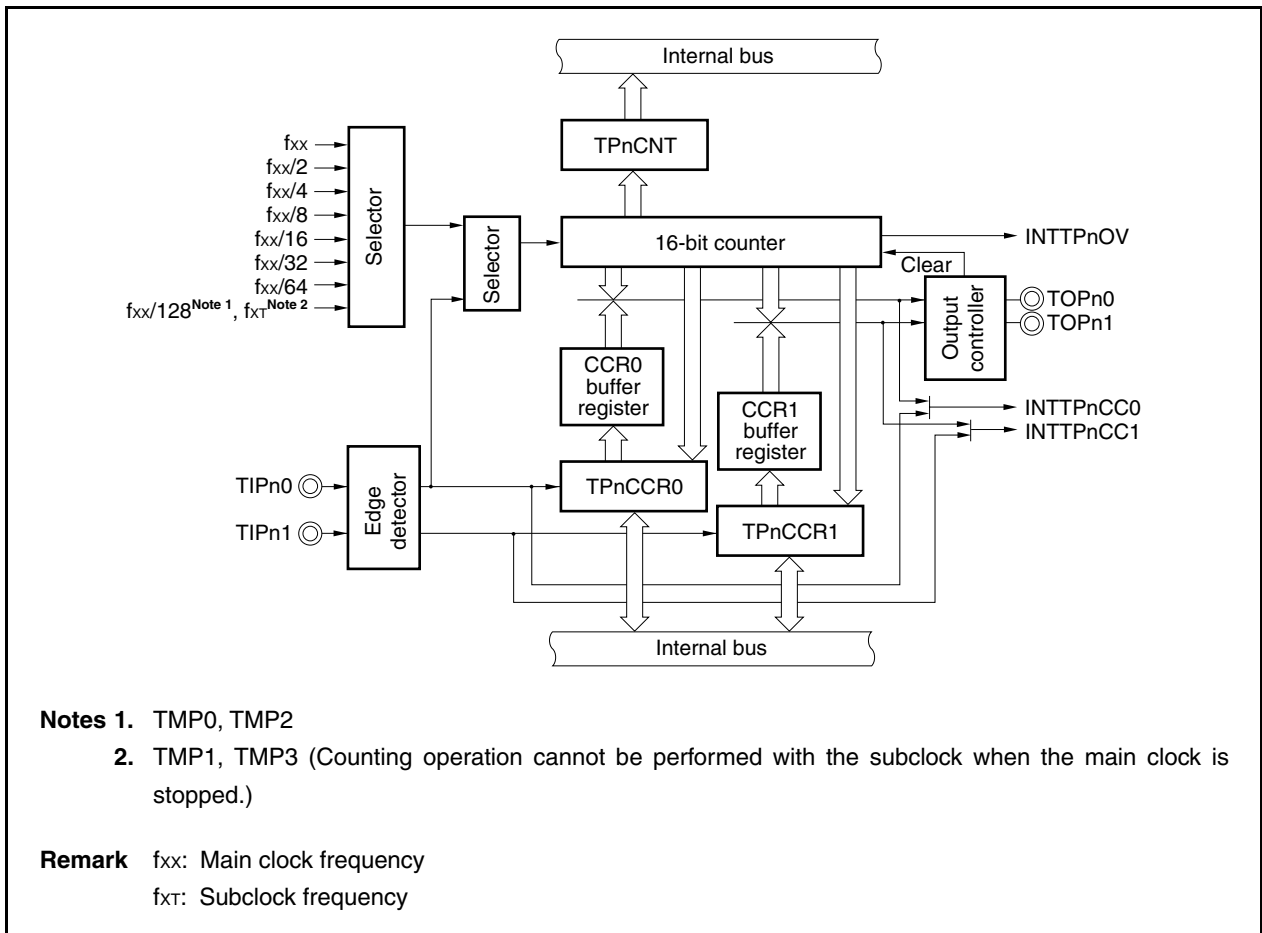 Internal bus
TPnCNT
fxx
fxx/2
fxx/4
fxx/8
fxx/16
fxx/32
fxx/64
fxx/128Note 1, fxTNote 2
Selector
Selector
16-bit counter
INTTPnOV
Clear
TOPn0
TOPn1
Output
controller
CCR0
buffer
register
CCR1
buffer
register
INTTPnCC0
INTTPnCC1
TIPn0
TIPn1
Edge
detector
TPnCCR0
TPnCCR1
Internal bus
Notes 1. TMP0, TMP2
2. TMP1, TMP3 (Counting operation cannot be performed with the subclock when the main clock is
stopped.)
Remark fxx: Main clock frequency
fxT: Subclock frequency